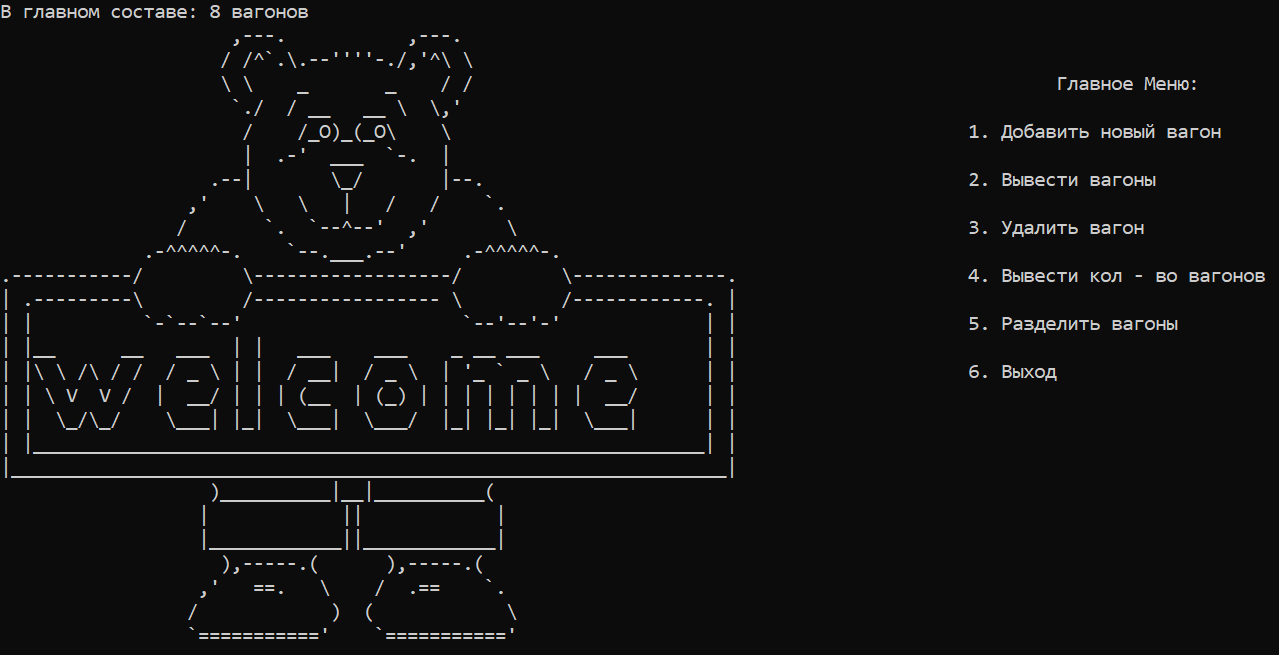 В главном составе: 8 вагонов
Главное Меню:
1. Добавить новый вагон
2. Вывести вагоны
3. Удалить вагон
4. Вывести кол - во вагонов
5. Разделить вагоны
6. Выход
welcome